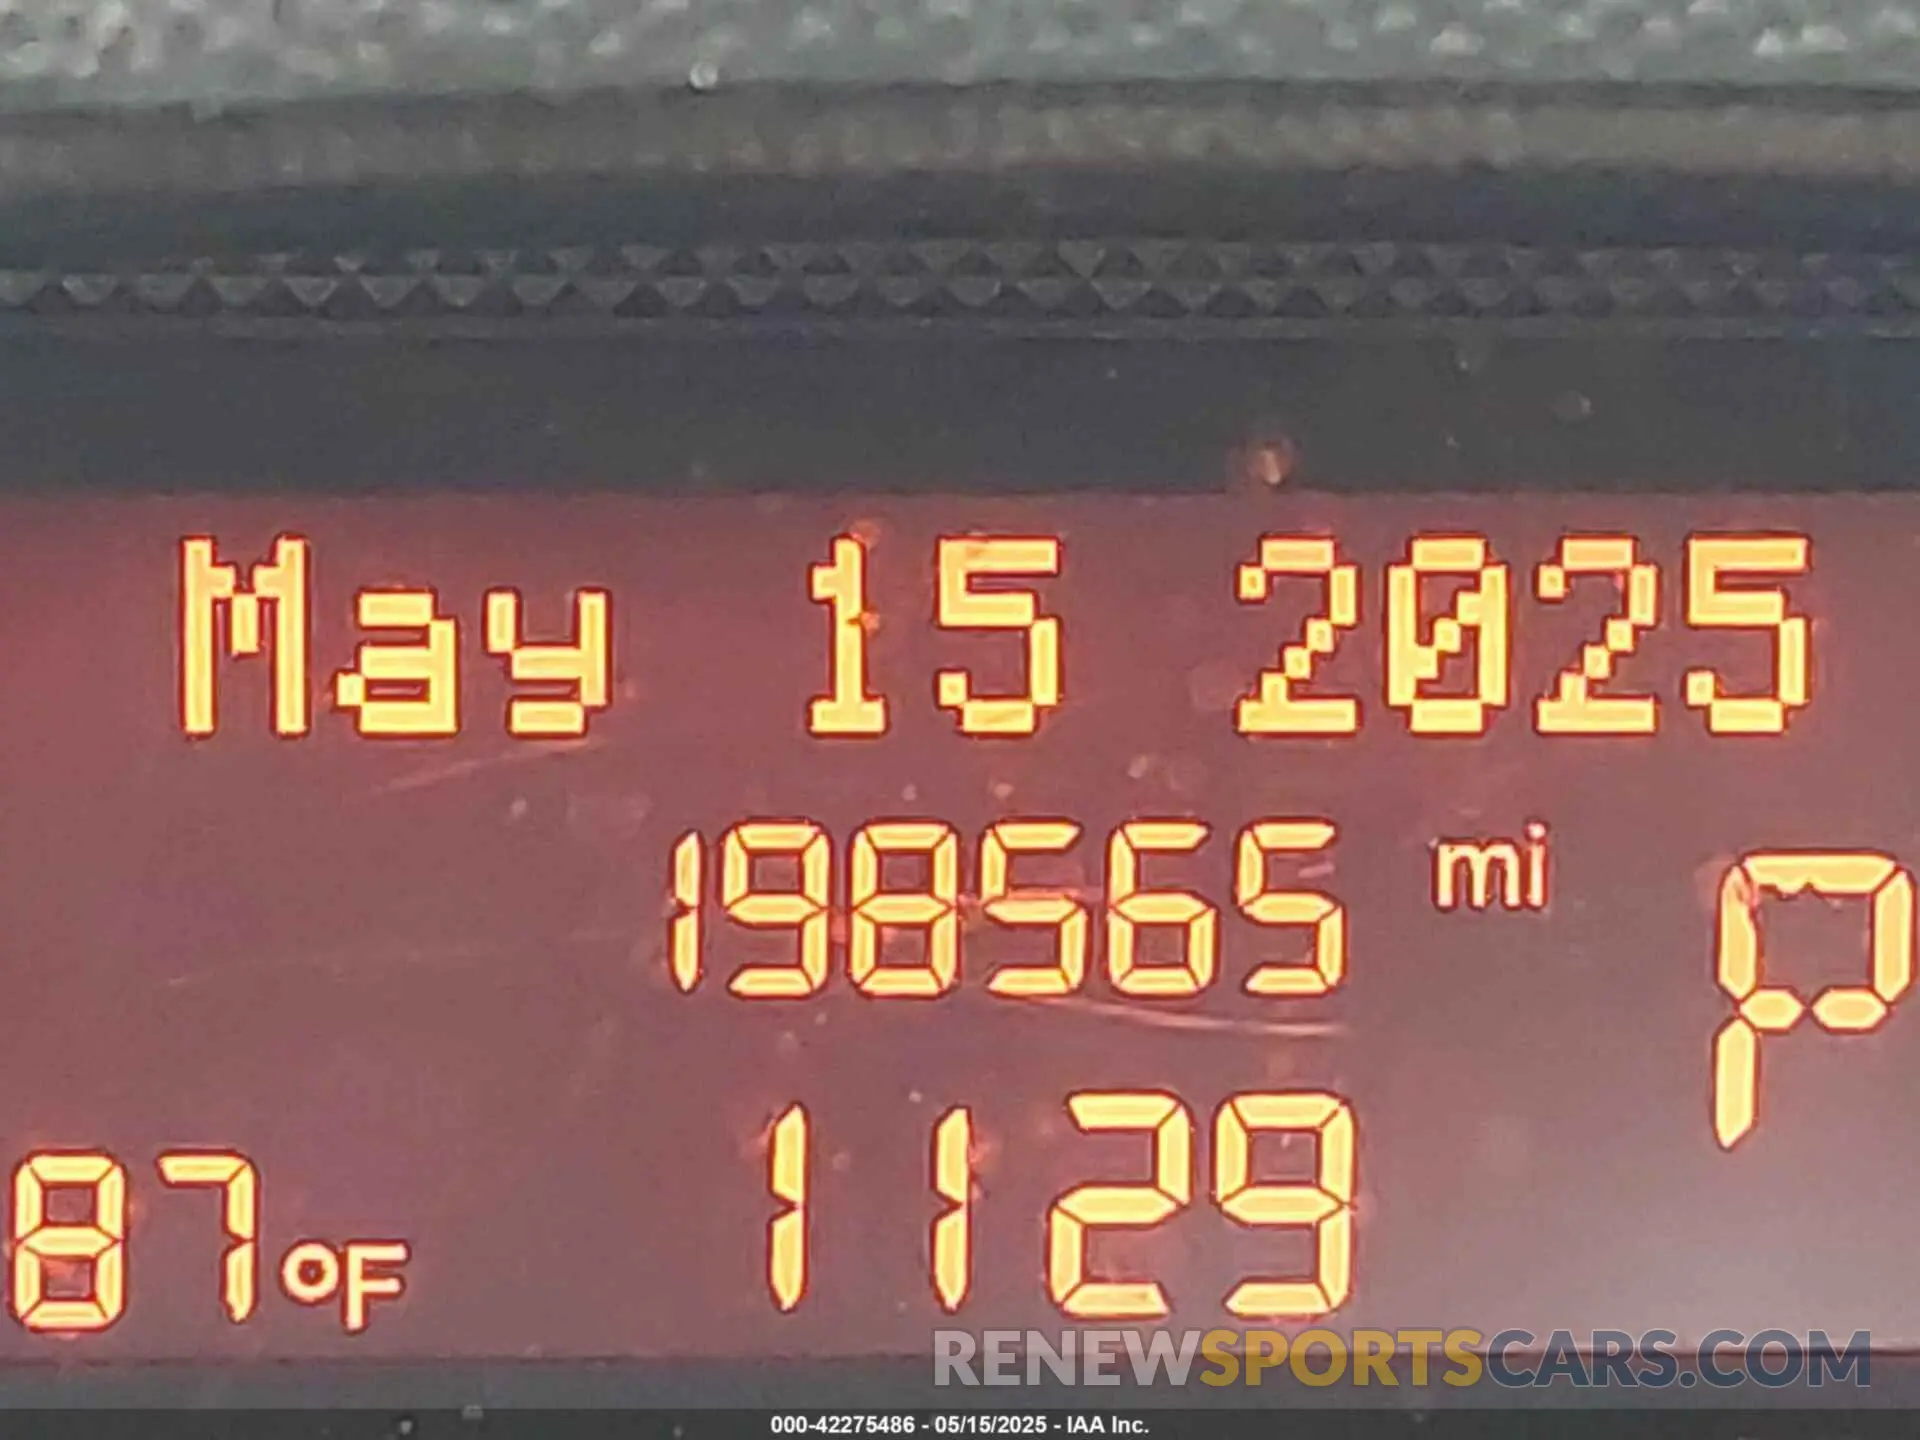 May 15 2025
198565 mi
P
1129
87 °F
RENEWSPORTSCARS.COM
000-42275486 - 05/15/2025 - IAA Inc.